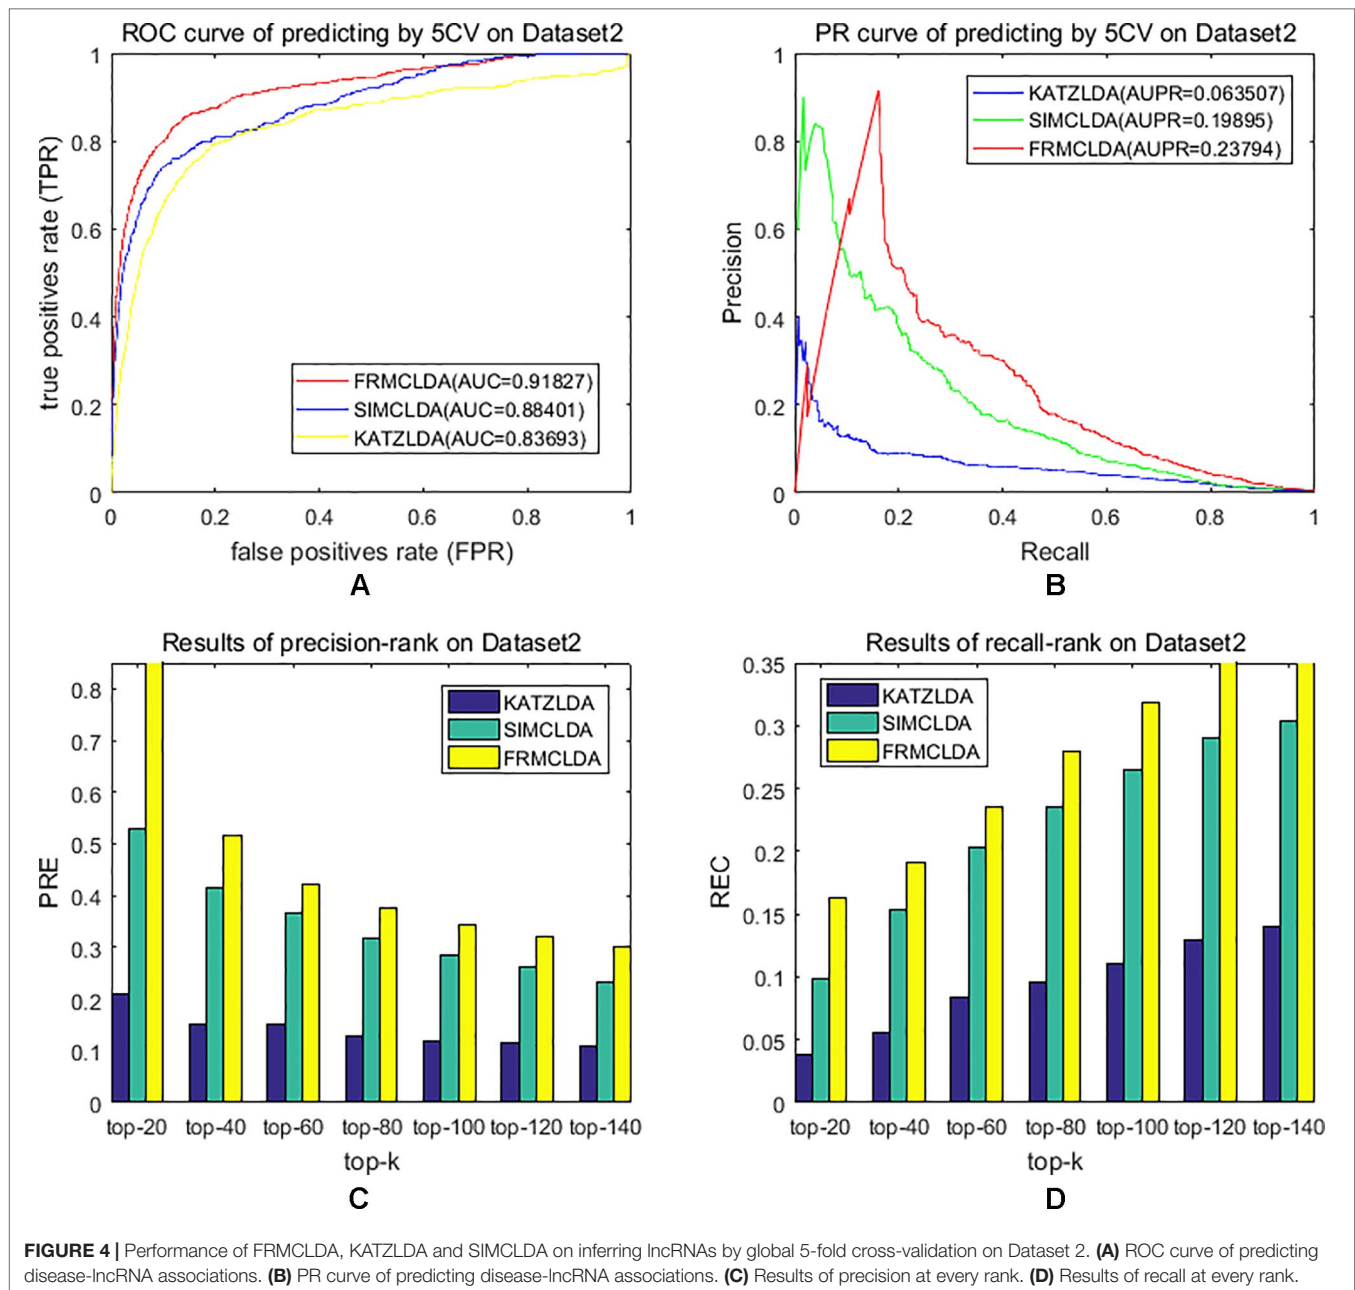 ROC curve of predicting by 5CV on Dataset2
true positives rate (TPR)
1
0.8
0.6
0.4
0.2
0
FRMCLDA(AUC=0.91827)
SIMCLDA(AUC=0.88401)
KATZLDA(AUC=0.83693)
0 0.2 0.4 0.6 0.8 1
false positives rate (FPR)
A
PR curve of predicting by 5CV on Dataset2
Precision
1
0.8
0.6
0.4
0.2
0
KATZLDA(AUPR=0.063507)
SIMCLDA(AUPR=0.19895)
FRMCLDA(AUPR=0.23794)
0 0.2 0.4 0.6 0.8 1
Recall
B
Results of precision-rank on Dataset2
PRE
0.8
0.7
0.6
0.5
0.4
0.3
0.2
0.1
0
KATZLDA
SIMCLDA
FRMCLDA
top-20 top-40 top-60 top-80 top-100 top-120 top-140
top-k
C
Results of recall-rank on Dataset2
REC
0.35
0.3
0.25
0.2
0.15
0.1
0.05
0
KATZLDA
SIMCLDA
FRMCLDA
top-20 top-40 top-60 top-80 top-100 top-120 top-140
top-k
D
FIGURE 4 | Performance of FRMCLDA, KATZLDA and SIMCLDA on inferring lncRNAs by global 5-fold cross-validation on Dataset 2. (A) ROC curve of predicting
disease-lncRNA associations. (B) PR curve of predicting disease-lncRNA associations. (C) Results of precision at every rank. (D) Results of recall at every rank.